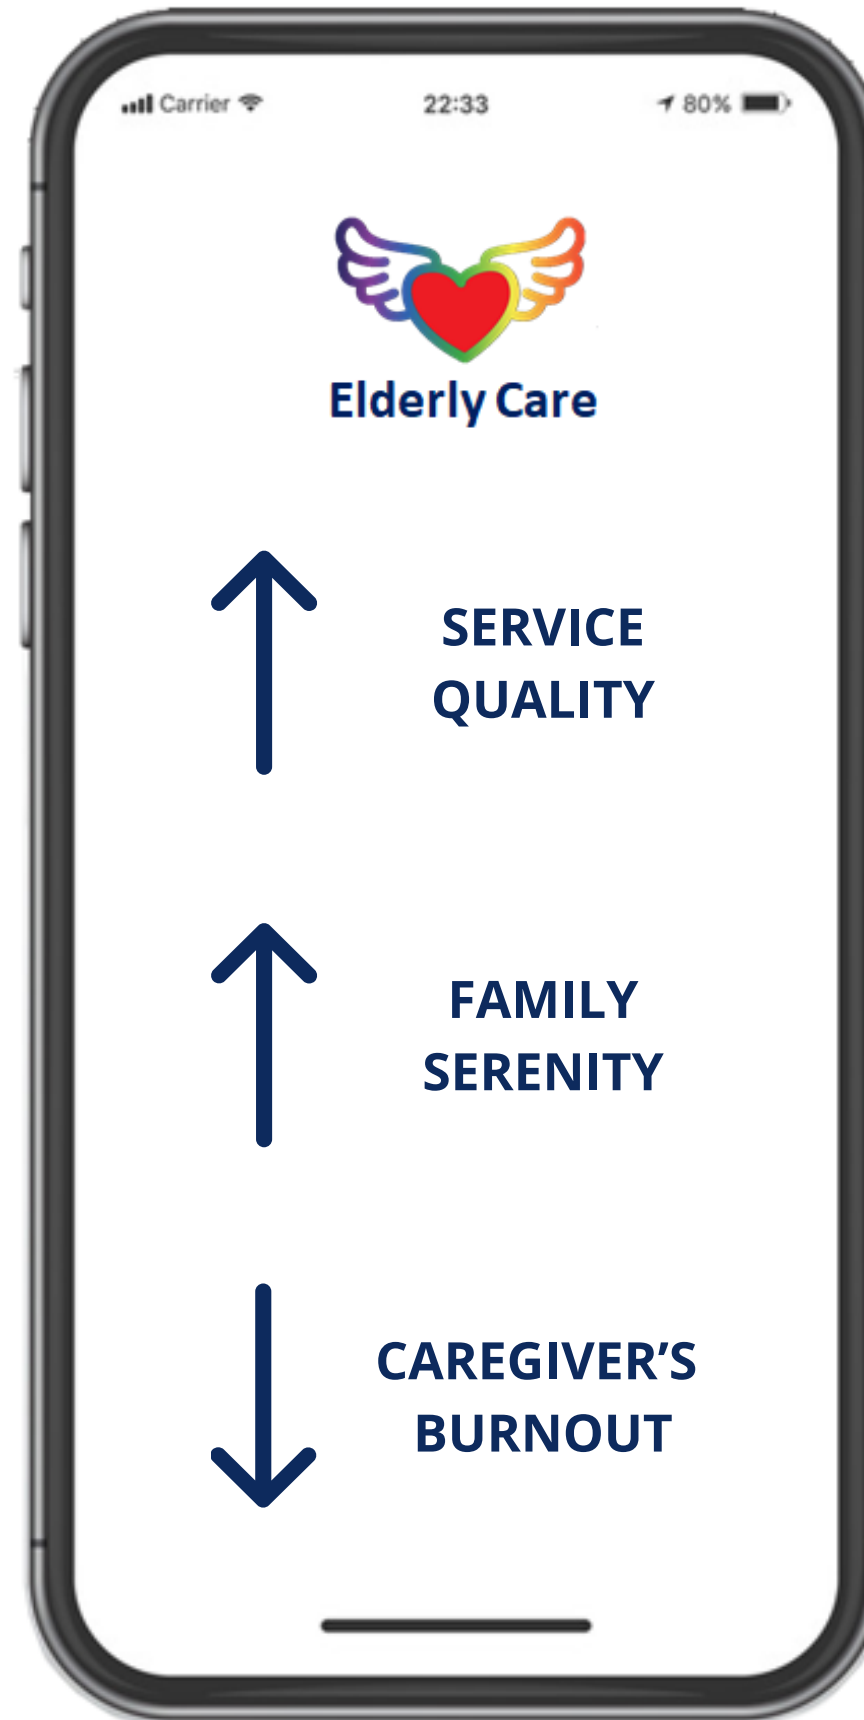 Carrier 22:33 80%
Elderly Care
SERVICE
QUALITY
FAMILY
SERENITY
CAREGIVER’S
BURNOUT